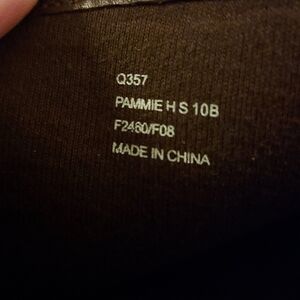 Q357
PAMMIE H S 10B
F2460/F08
MADE IN CHINA